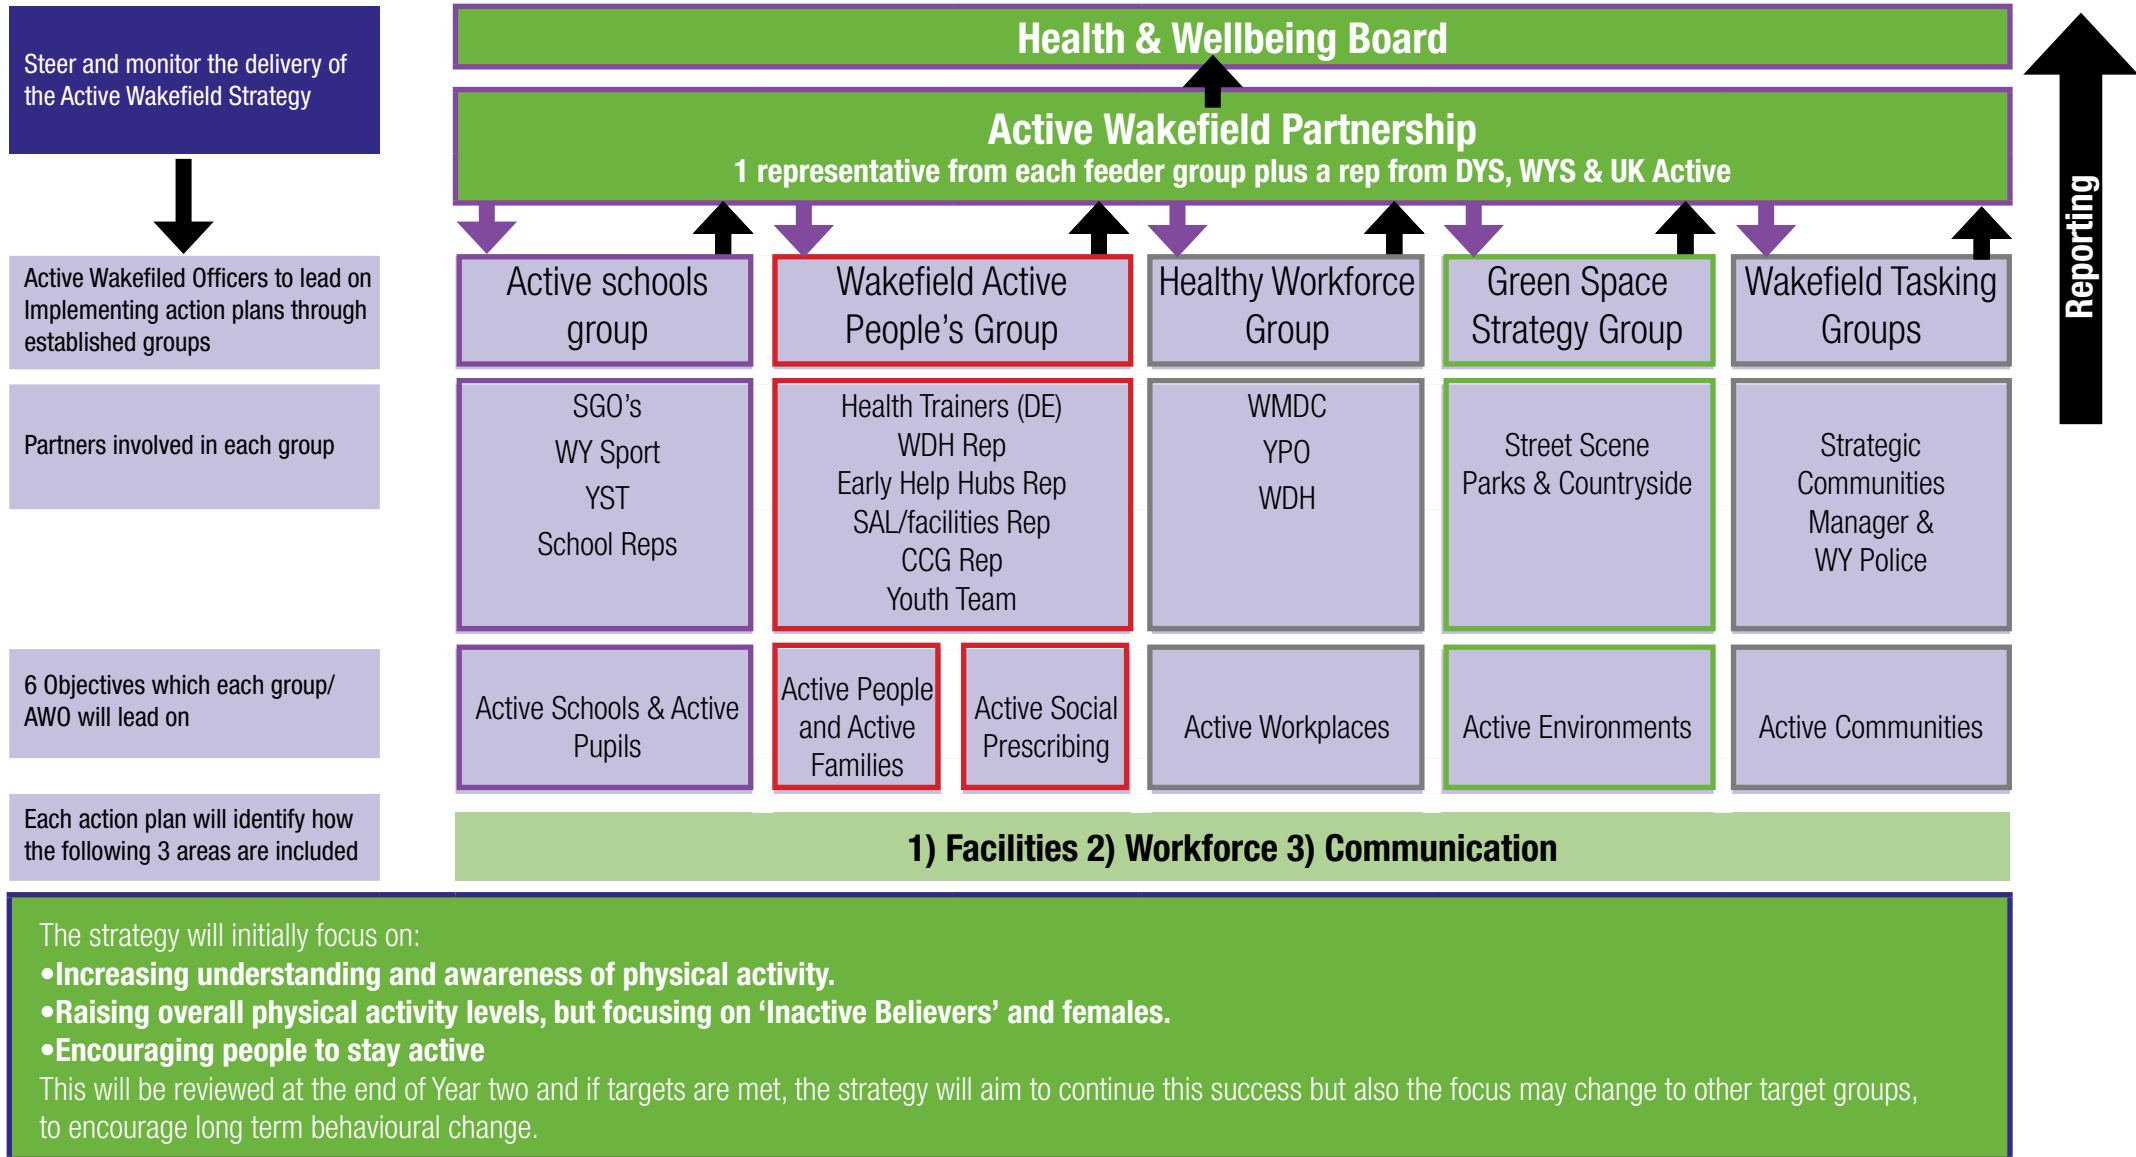 Steer and monitor the delivery of
the Active Wakefield Strategy
Health & Wellbeing Board
Active Wakefield Partnership
1 representative from each feeder group plus a rep from DYS, WYS & UK Active
Reporting
Active Wakefiled Officers to lead on
Implementing action plans through
established groups
Active schools
group
Wakefield Active
People’s Group
Healthy Workforce
Group
Green Space
Strategy Group
Wakefield Tasking
Groups
Partners involved in each group
SGO’s
WY Sport
YST
School Reps
Health Trainers (DE)
WDH Rep
Early Help Hubs Rep
SAL/facilities Rep
CCG Rep
Youth Team
WMDC
YPO
WDH
Street Scene
Parks & Countryside
Strategic
Communities
Manager &
WY Police
6 Objectives which each group/
AWO will lead on
Active Schools & Active
Pupils
Active People
and Active
Families
Active Social
Prescribing
Active Workplaces
Active Environments
Active Communities
Each action plan will identify how
the following 3 areas are included
1) Facilities 2) Workforce 3) Communication
The strategy will initially focus on:
•Increasing understanding and awareness of physical activity.
•Raising overall physical activity levels, but focusing on ‘Inactive Believers’ and females.
•Encouraging people to stay active
This will be reviewed at the end of Year two and if targets are met, the strategy will aim to continue this success but also the focus may change to other target groups,
to encourage long term behavioural change.